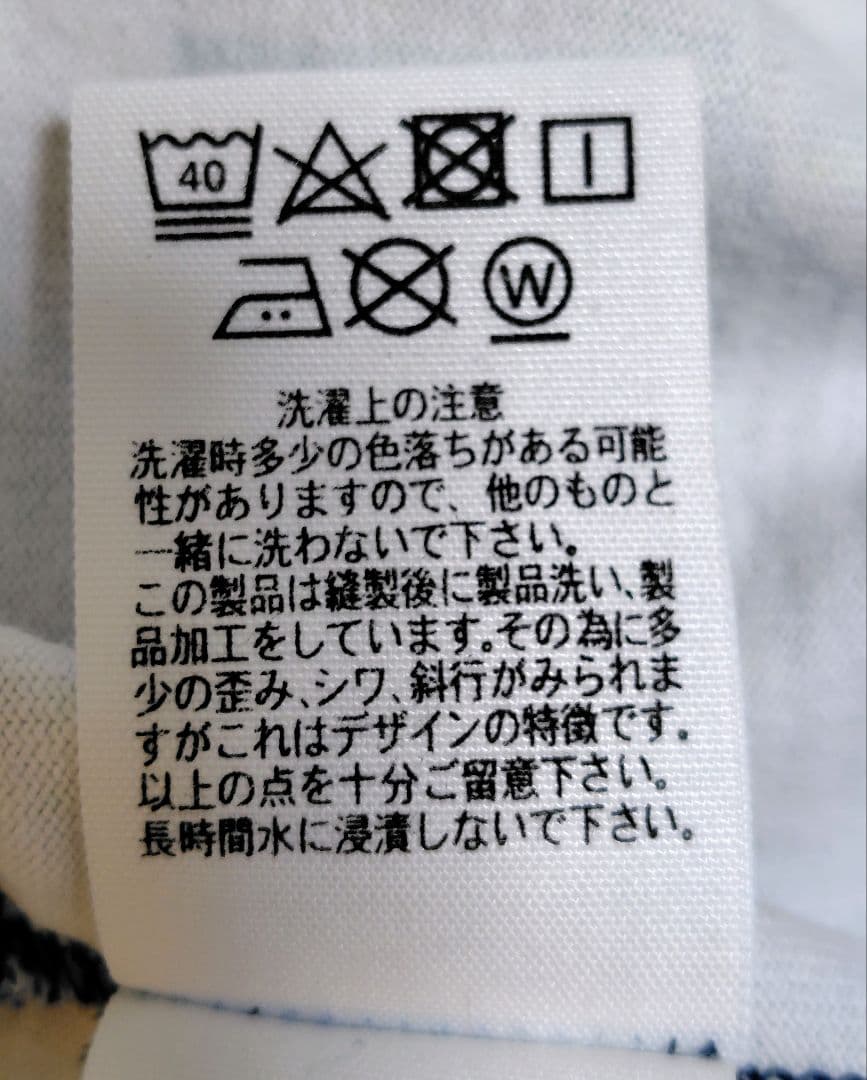 40
W
洗濯上の注意
洗濯時多少の色落ちがある可能
性がありますので、他のものと
一緒に洗わないで下さい。
この製品は縫製後に製品洗い、製
品加工をしています。その為に多
少の歪み、シワ、斜行がみられま
すがこれはデザインの特徴です。
以上の点を十分ご留意下さい。
長時間水に浸漬しないで下さい。